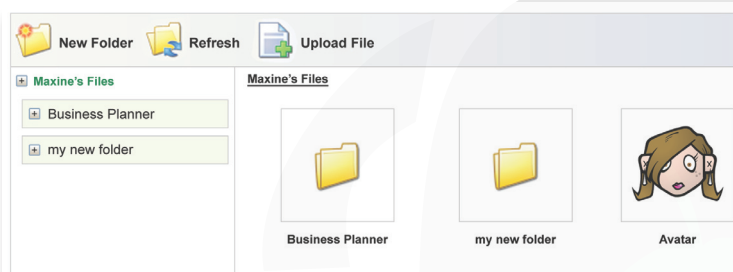 New Folder Refresh Upload File
Maxine's Files
Business Planner
my new folder
Maxine's Files
Business Planner my new folder Avatar